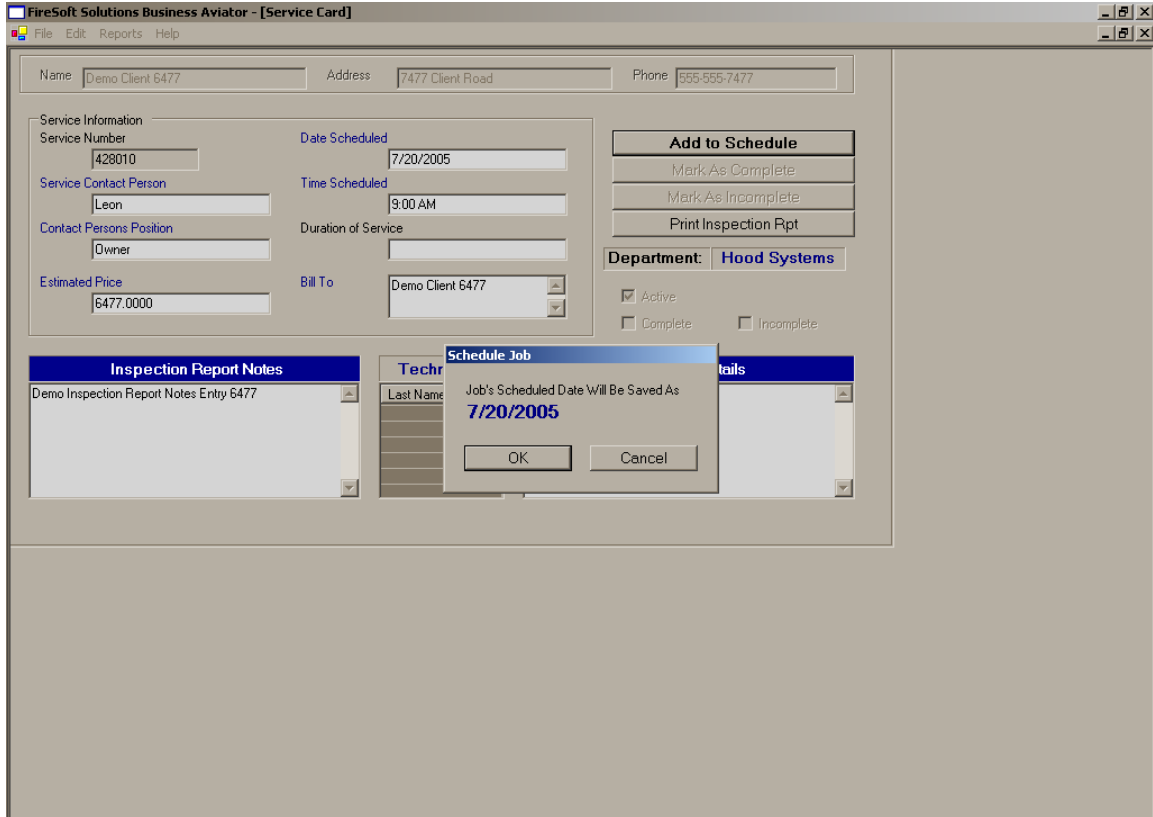 FireSoft Solutions Business Aviator - [Service Card]
File Edit Reports Help
Name Demo Client 6477 Address 7477 Client Road Phone 555-555-7477
Service Information
Service Number Date Scheduled
428010 7/20/2005
Add to Schedule
Service Contact Person Time Scheduled
Mark As Complete
Leon 9:00 AM
Mark As Incomplete
Contact Persons Position Duration of Service
Print Inspection Rpt
Owner
Department: Hood Systems
Estimated Price Bill To Demo Client 6477
6477.0000
Active
Complete Incomplete
Schedule Job
Inspection Report Notes Techr tails
Demo Inspection Report Notes Entry 6477 Last Name
Job's Scheduled Date Will Be Saved As
7/20/2005
OK Cancel